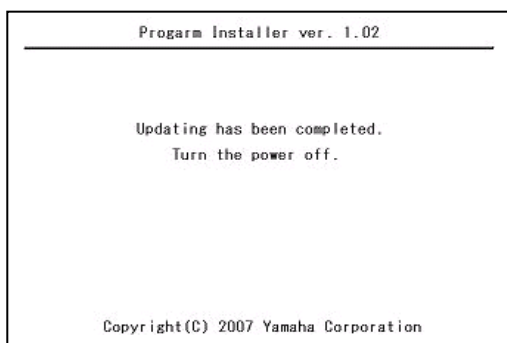 Progarm Installer ver. 1.02
Updating has been completed.
Turn the power off.
Copyright(C) 2007 Yamaha Corporation